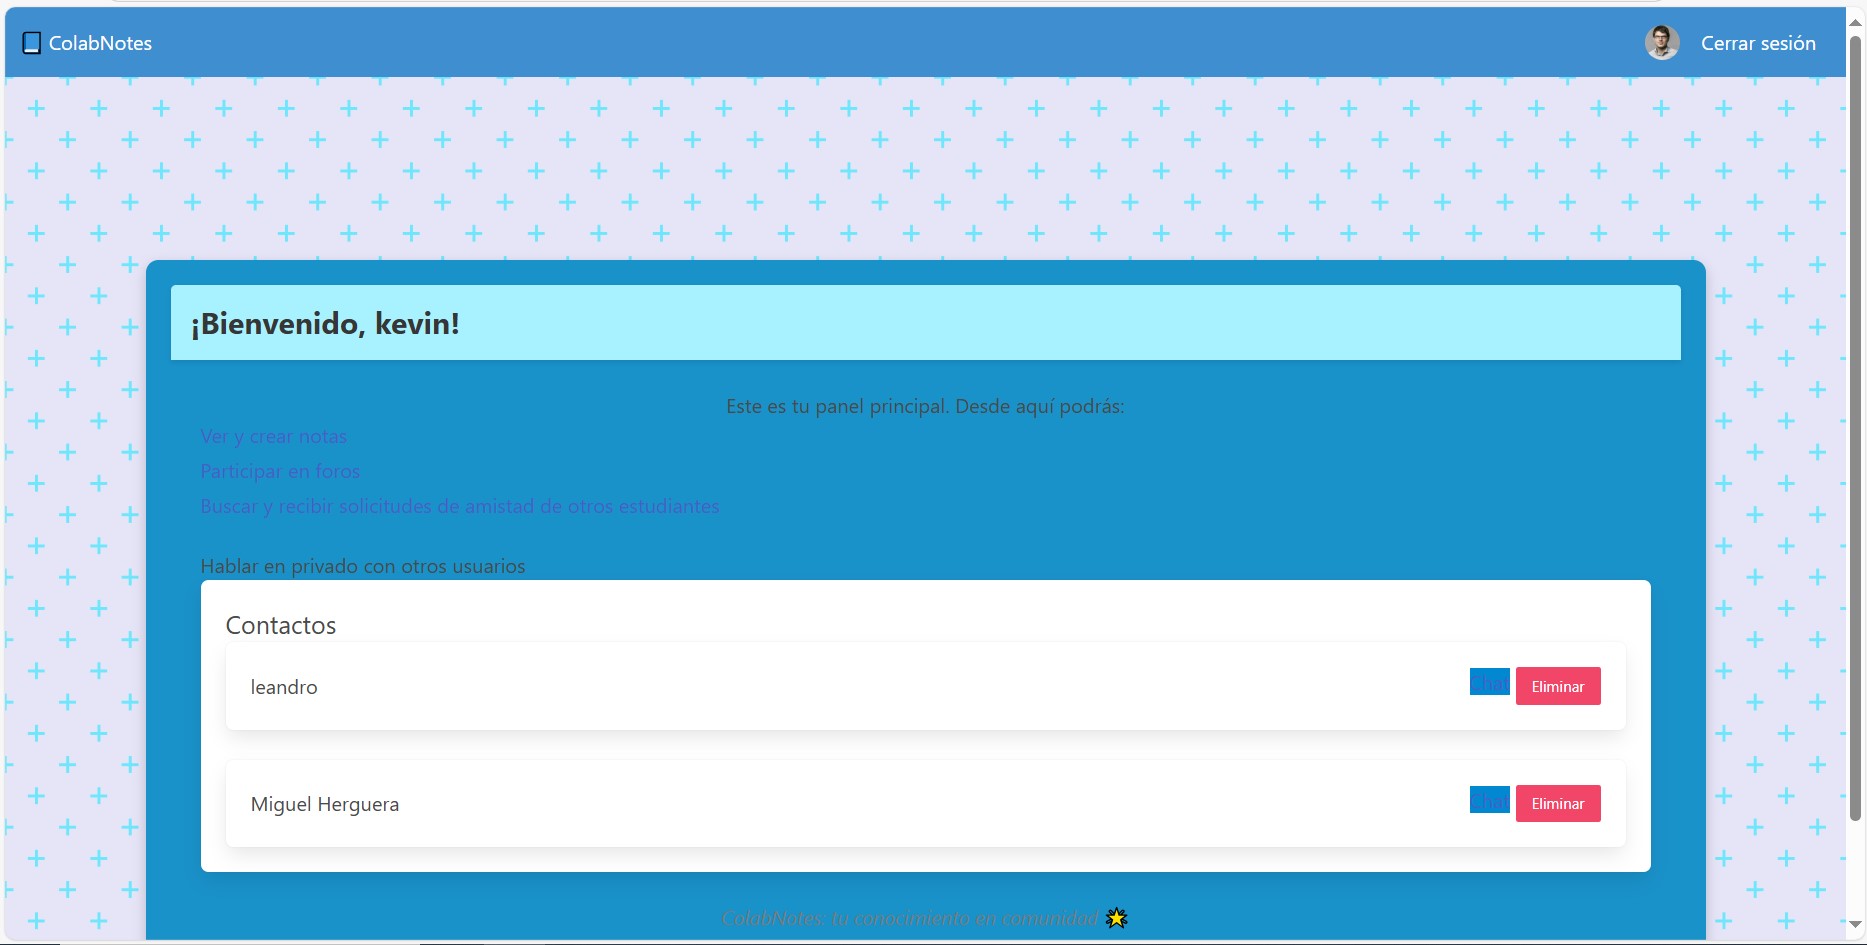 ColabNotes
Cerrar sesión
¡Bienvenido, kevin!
Este es tu panel principal. Desde aquí podrás:
Ver y crear notas
Participar en foros
Buscar y recibir solicitudes de amistad de otros estudiantes
Hablar en privado con otros usuarios
Contactos
leandro
Chat Eliminar
Miguel Herguera
Chat Eliminar
ColabNotes: tu conocimiento en comunidad